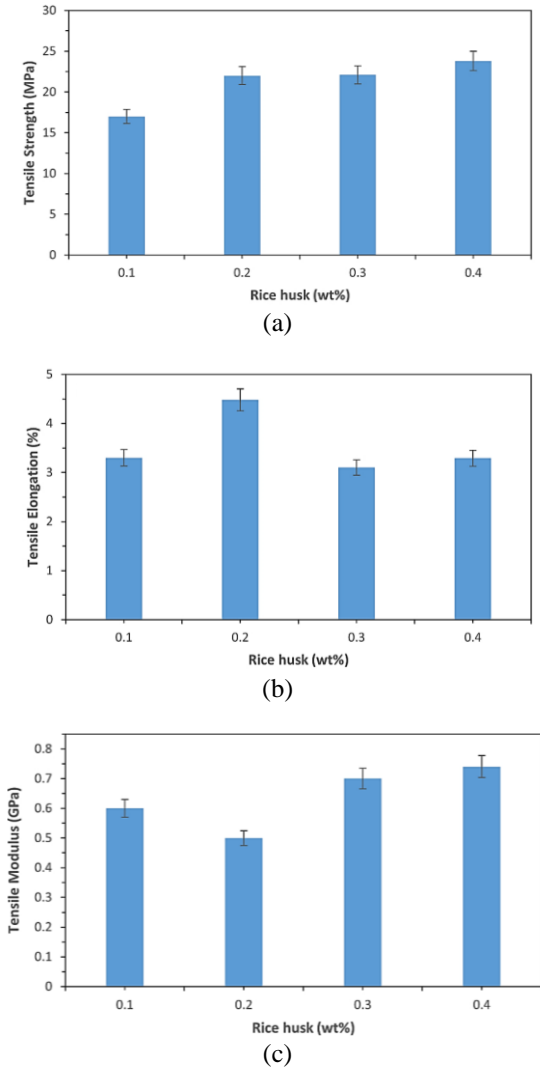 30
25
20
15
10
5
0
Tensile Strength (MPa)
0.1 0.2 0.3 0.4
Rice husk (wt%)
(a)
5
4
3
2
1
0
Tensile Elongation (%)
0.1 0.2 0.3 0.4
Rice husk (wt%)
(b)
0.8
0.7
0.6
0.5
0.4
0.3
0.2
0.1
0
Tensile Modulus (GPa)
0.1 0.2 0.3 0.4
Rice husk (wt%)
(c)